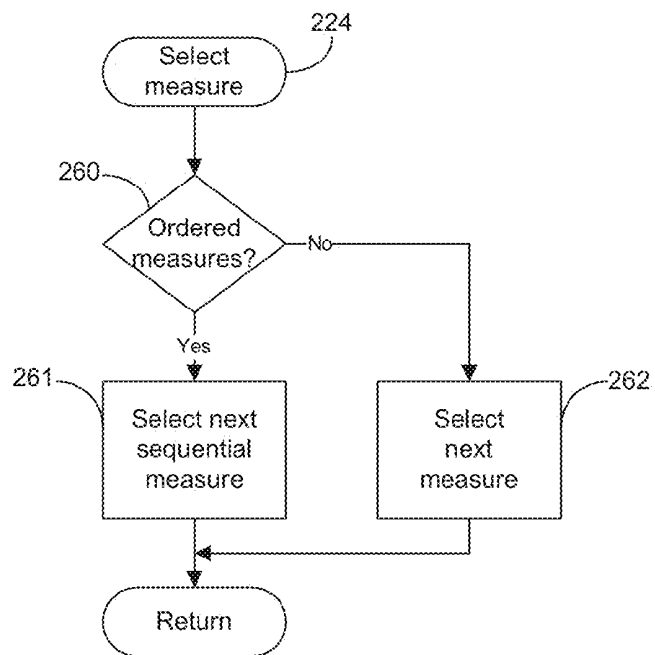 224
Select
measure
260
Ordered
measures?
No
Yes
261
Select next
sequential
measure
262
Select
next
measure
Return